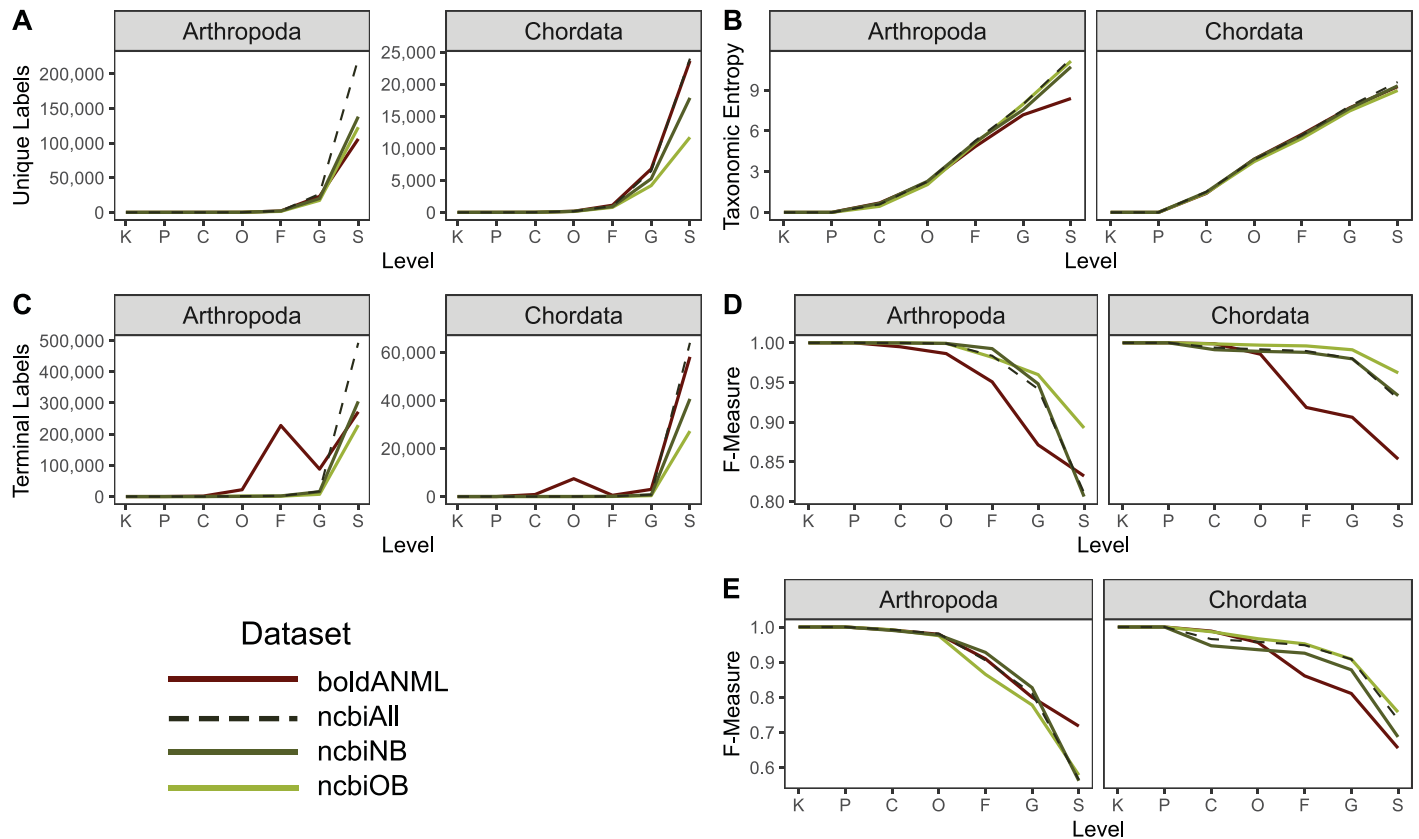 A
Arthropoda
Chordata
Unique Labels
200,000
150,000
100,000
50,000
0
25,000
20,000
15,000
10,000
5,000
0
K P C O F G S
K P C O F G S
Level
B
Arthropoda
Chordata
Taxonomic Entropy
9
6
3
0
K P C O F G S
K P C O F G S
Level
C
Arthropoda
Chordata
Terminal Labels
500,000
400,000
300,000
200,000
100,000
0
60,000
40,000
20,000
0
K P C O F G S
K P C O F G S
Level
D
Arthropoda
Chordata
F-Measure
1.00
0.95
0.90
0.85
0.80
K P C O F G S
K P C O F G S
Level
E
Arthropoda
Chordata
F-Measure
1.0
0.9
0.8
0.7
0.6
K P C O F G S
K P C O F G S
Level
Dataset
boldANML
ncbiAll
ncbiNB
ncbiOB